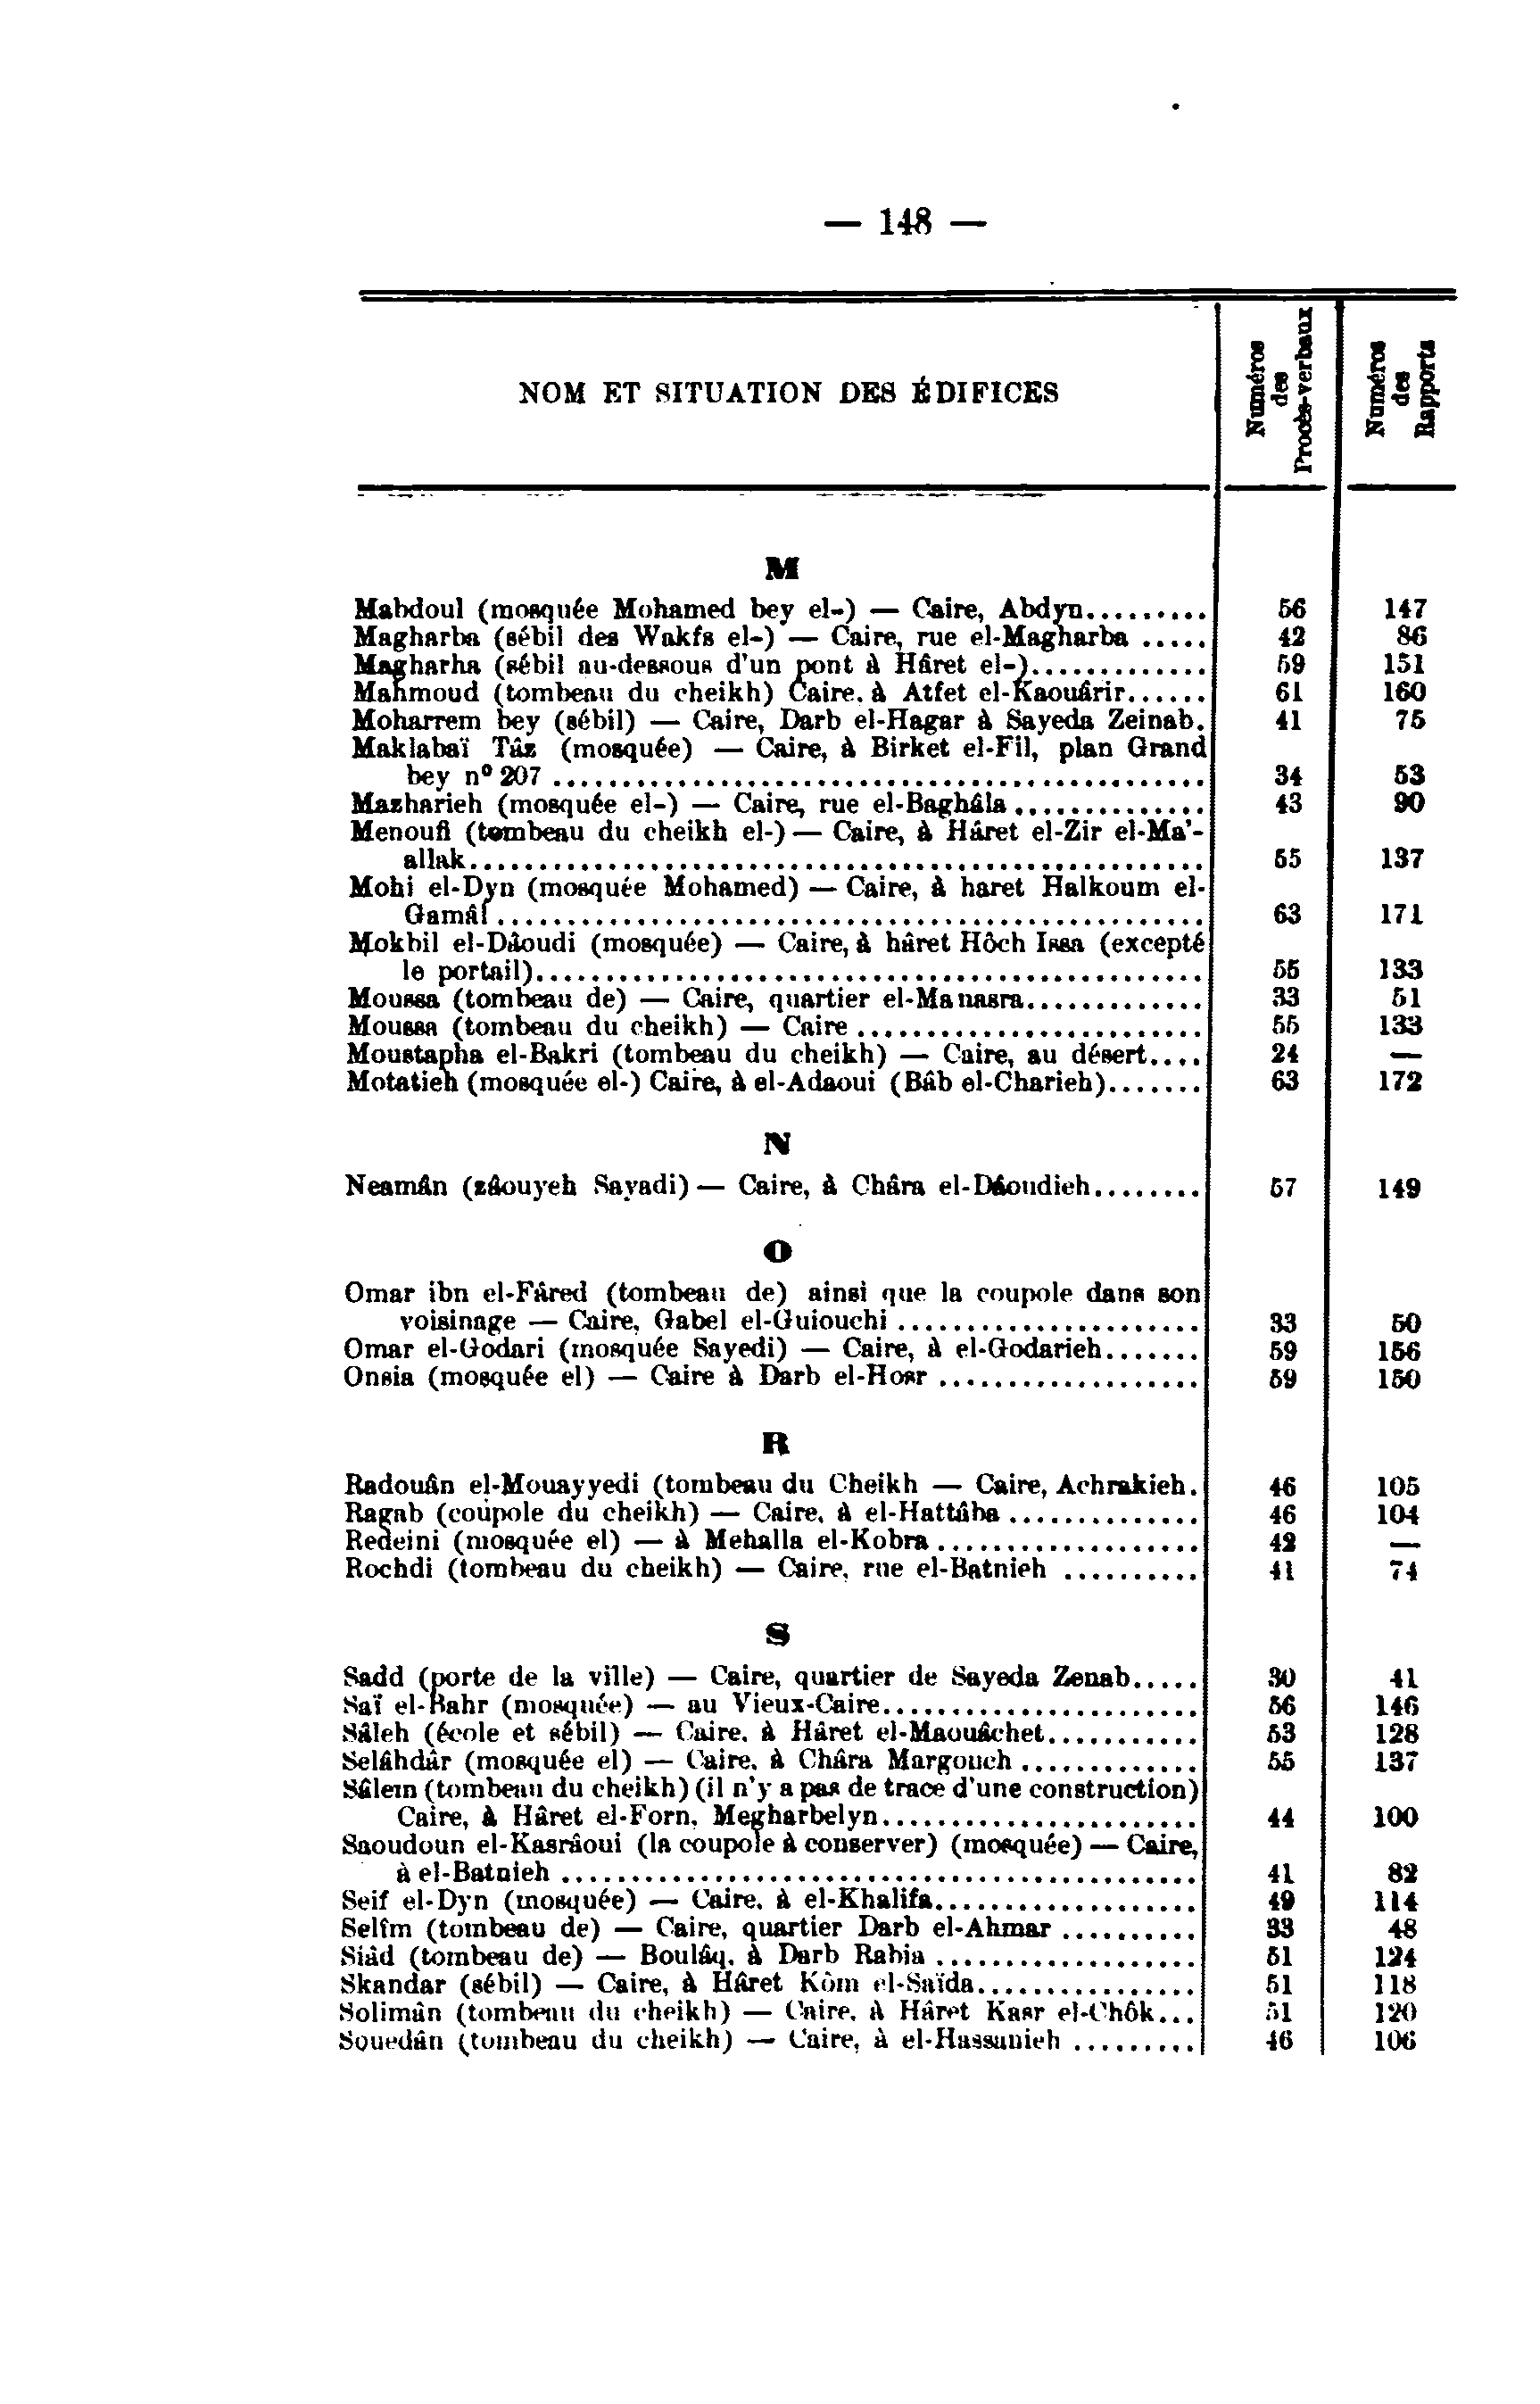 — 148 —
NOM ET SITUATION DES ÉDIFICES
Numéros des Procès-verbaux
Numéros des Rapports
M
Mabdoul (mosquée Mohamed bey el-) — Caire, Abdyn......... 56 147
Magharba (sébil des Wakfs el-) — Caire, rue el-Magharba ..... 42 86
Magharha (sébil au-dessous d'un pont à Hâret el-)............. 59 151
Mahmoud (tombeau du cheikh) Caire. à Atfet el-Kaouârir...... 61 160
Moharrem bey (sébil) — Caire, Darb el-Hagar à Sayeda Zeinab. 41 75
Maklabaï Tâz (mosquée) — Caire, à Birket el-Fil, plan Grand
bey n° 207 ............................................... 34 53
Mazharieh (mosquée el-) — Caire, rue el-Baghâla .............. 43 90
Menoufi (tombeau du cheikh el-) — Caire, à Hâret el-Zir el-Ma'-
allak..................................................... 55 137
Mohi el-Dyn (mosquée Mohamed) — Caire, à haret Halkoum el-
Gamâl................................................... 63 171
Mokbil el-Dâoudi (mosquée) — Caire, à hâret Hôch Issa (excepté
le portail)................................................ 55 133
Moussa (tombeau de) — Caire, quartier el-Manasra............. 33 51
Moussa (tombeau du cheikh) — Caire ......................... 55 133
Moustapha el-Bakri (tombeau du cheikh) — Caire, au désert.... 24 —
Motatieh (mosquée el-) Caire, à el-Adaoui (Bâb el-Charieh)....... 63 172
N
Neamân (zâouyeh Sayadi) — Caire, à Châra el-Dâoudieh........ 57 149
O
Omar ibn el-Fâred (tombeau de) ainsi que la coupole dans son
voisinage — Caire, Gabel el-Guiouchi ...................... 33 50
Omar el-Godari (mosquée Sayedi) — Caire, à el-Godarieh....... 59 156
Onsia (mosquée el) — Caire à Darb el-Hosr ................... 59 150
R
Radouân el-Mouayyedi (tombeau du Cheikh — Caire, Achrakieh. 46 105
Ragab (coupole du cheikh) — Caire, à el-Hattâba .............. 46 104
Redeini (mosquée el) — à Mehalla el-Kobra ................... 42 —
Rochdi (tombeau du cheikh) — Caire, rue el-Batnieh .......... 41 74
S
Sadd (porte de la ville) — Caire, quartier de Sayeda Zenab..... 30 41
Saï el-Bahr (mosquée) — au Vieux-Caire....................... 56 146
Sâleh (école et sébil) — Caire. à Hâret el-Maouâchet........... 53 128
Selâhdâr (mosquée el) — Caire. à Châra Margouch ............. 55 137
Sâlem (tombeau du cheikh) (il n'y a pas de trace d'une construction)
Caire, à Hâret el-Forn, Megharbelyn....................... 44 100
Saoudoun el-Kasrâoui (la coupole à conserver) (mosquée) — Caire,
à el-Batnieh .............................................. 41 82
Seif el-Dyn (mosquée) — Caire. à el-Khalifa................... 49 114
Selîm (tombeau de) — Caire, quartier Darb el-Ahmar .......... 33 48
Siâd (tombeau de) — Boulâq. à Darb Rabia ................... 51 124
Skandar (sébil) — Caire, à Hâret Kôm el-Saïda................ 51 118
Solimân (tombeau du cheikh) — Caire. à Hâret Kasr el-Chôk... 51 120
Souedân (tombeau du cheikh) — Caire, à el-Hassanieh ......... 46 106